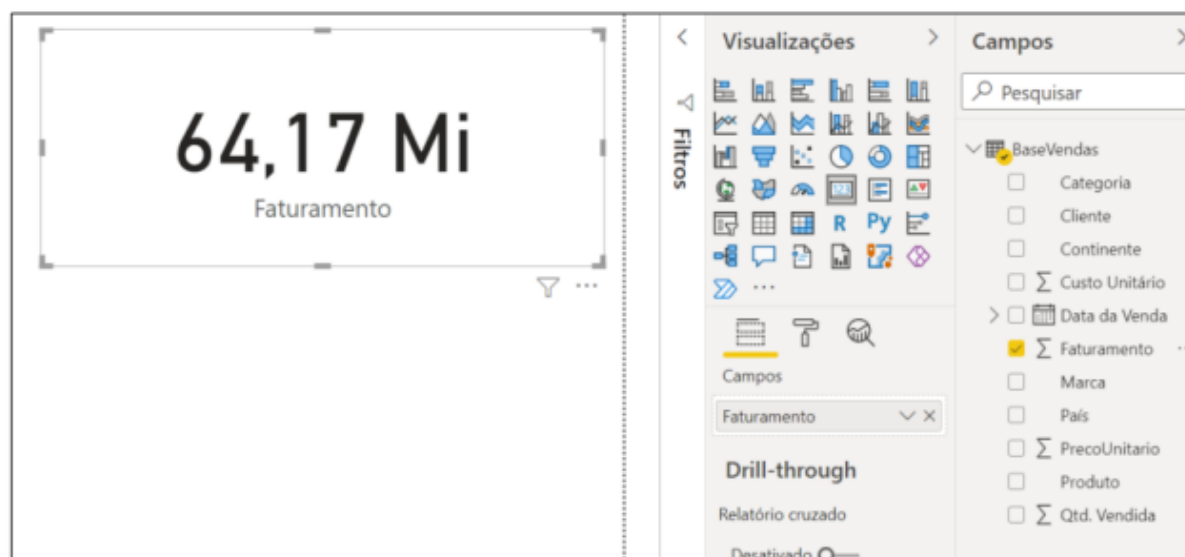 64,17 Mi
Faturamento
Filtros
Visualizações
123
R
Py
Campos
Faturamento
Drill-through
Relatório cruzado
Desativado
Campos
Pesquisar
BaseVendas
Categoria
Cliente
Continente
Σ Custo Unitário
Data da Venda
Σ Faturamento
Marca
País
Σ PrecoUnitario
Produto
Σ Qtd. Vendida